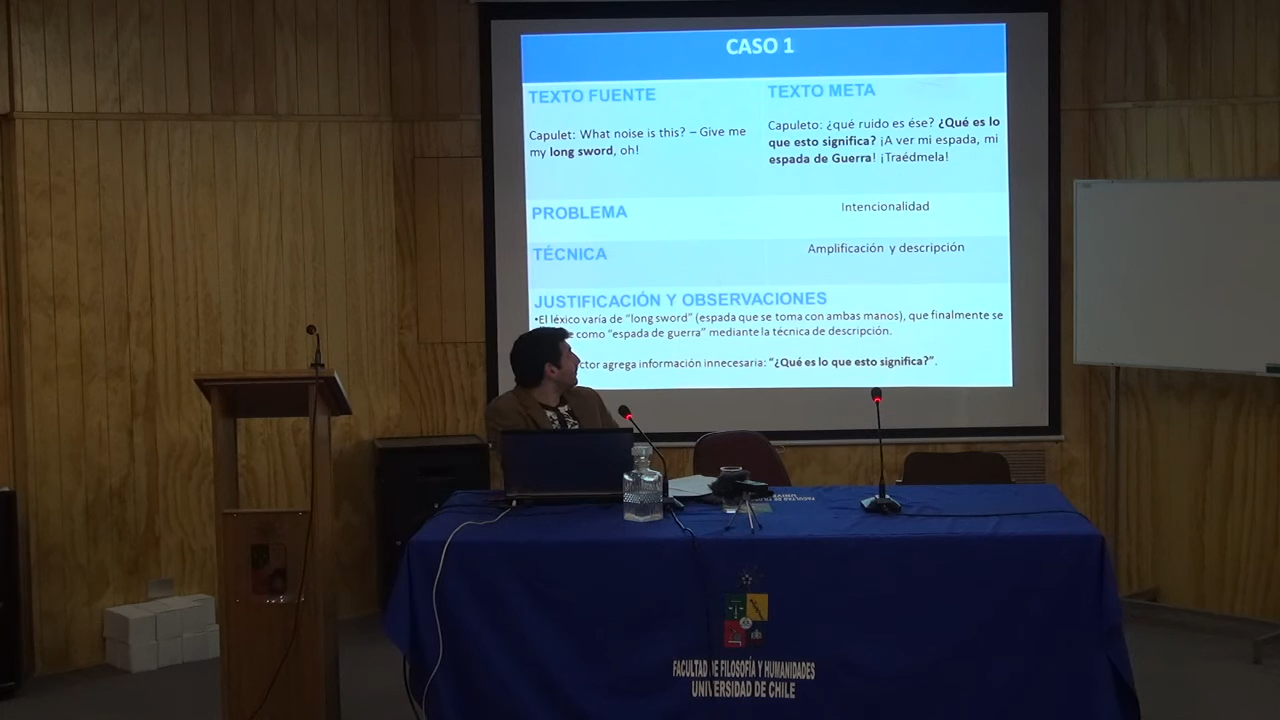 CASO 1
TEXTO FUENTE
Capulet: What noise is this? – Give me
my long sword, oh!
TEXTO META
Capuleto: ¿qué ruido es ése? ¿Qué es lo
que esto significa? ¡A ver mi espada, mi
espada de Guerra! ¡Traédmela!
PROBLEMA
Intencionalidad
TÉCNICA
Amplificación y descripción
JUSTIFICACIÓN Y OBSERVACIONES
•El léxico varía de “long sword” (espada que se toma con ambas manos), que finalmente se
como “espada de guerra” mediante la técnica de descripción.
agrega información innecesaria: “¿Qué es lo que esto significa?”.
FACULTAD DE FILOSOFÍA Y HUMANIDADES
UNIVERSIDAD DE CHILE